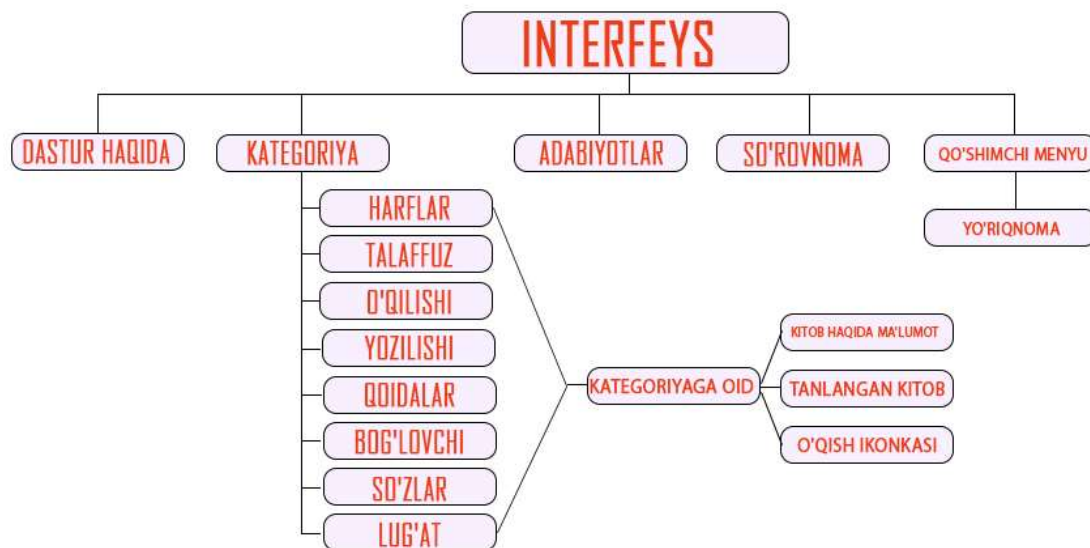 INTERFEYS
DASTUR HAQIDA
KATEGORIYA
ADABIYOTLAR
SO'ROVNOMA
QO'SHIMCHI MENYU
YO'RIQNOMA
HARFLAR
TALAFFUZ
O'QILISHI
YOZILISHI
QOIDALAR
BOG'LOVCHI
SO'ZLAR
LUG'AT
KATEGORIYAGA OID
KITOB HAQIDA MA'LUMOT
TANLANGAN KITOB
O'QISH IKONKASI